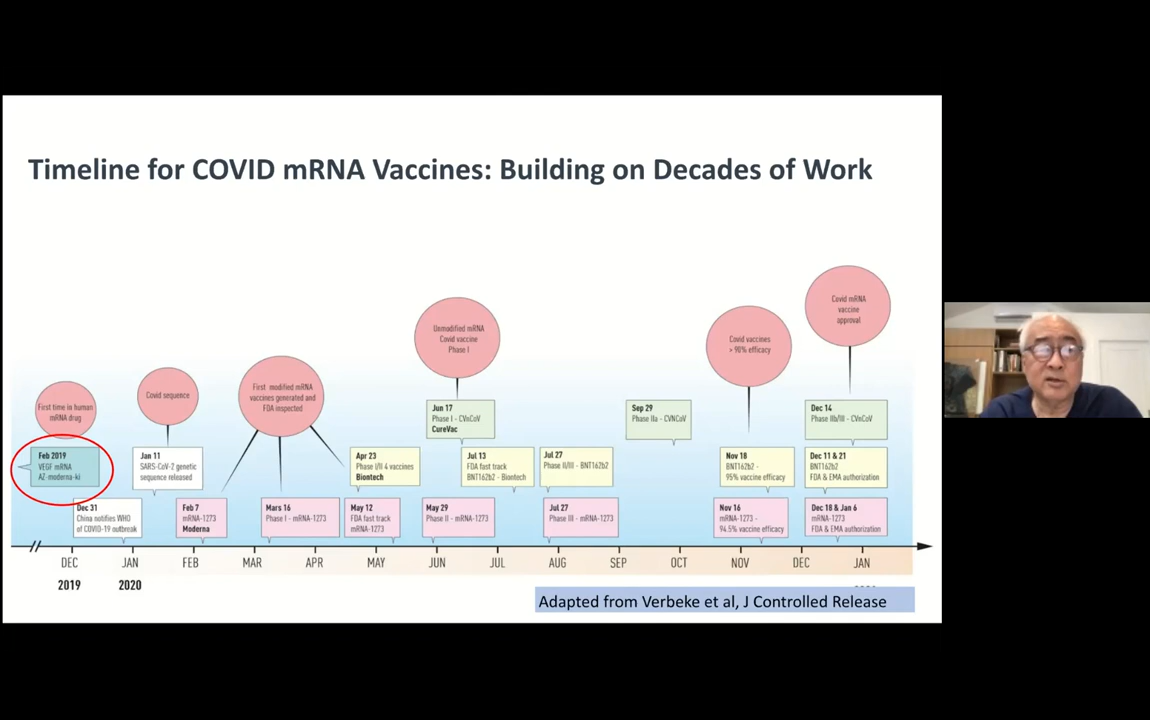 Timeline for COVID mRNA Vaccines: Building on Decades of Work
First time in human
mRNA drug
Covid sequence
First modified mRNA
vaccines generated and
FDA inspected
Unmodified mRNA
Covid vaccine
Phase I
Covid vaccines
> 90% efficacy
Covid mRNA
vaccine
approval
Jun 17
Phase I - CVnCoV
CureVac
Sep 29
Phase IIa - CVNCoV
Dec 14
Phase IIb/III - CVnCoV
Feb 2019
VEGF mRNA
AZ-moderna-ki
Jan 11
SARS-CoV-2 genetic
sequence released
Apr 23
Phase I/II 4 vaccines
Biontech
Jul 13
FDA fast track
BNT162b2 - Biontech
Jul 27
Phase II/III - BNT162b2
Nov 18
BNT162b2 -
95% vaccine efficacy
Dec 11 & 21
BNT162b2
FDA & EMA authorization
Dec 31
China notifies WHO
of COVID-19 outbreak
Feb 7
mRNA-1273
Moderna
Mars 16
Phase I - mRNA-1273
May 12
FDA fast track
mRNA-1273
May 29
Phase II - mRNA-1273
Jul 27
Phase III - mRNA-1273
Nov 16
mRNA-1273 -
94.5% vaccine efficacy
Dec 18 & Jan 6
mRNA-1273
FDA & EMA authorization
DEC JAN FEB MAR APR MAY JUN JUL AUG SEP OCT NOV DEC JAN
2019 2020
Adapted from Verbeke et al, J Controlled Release